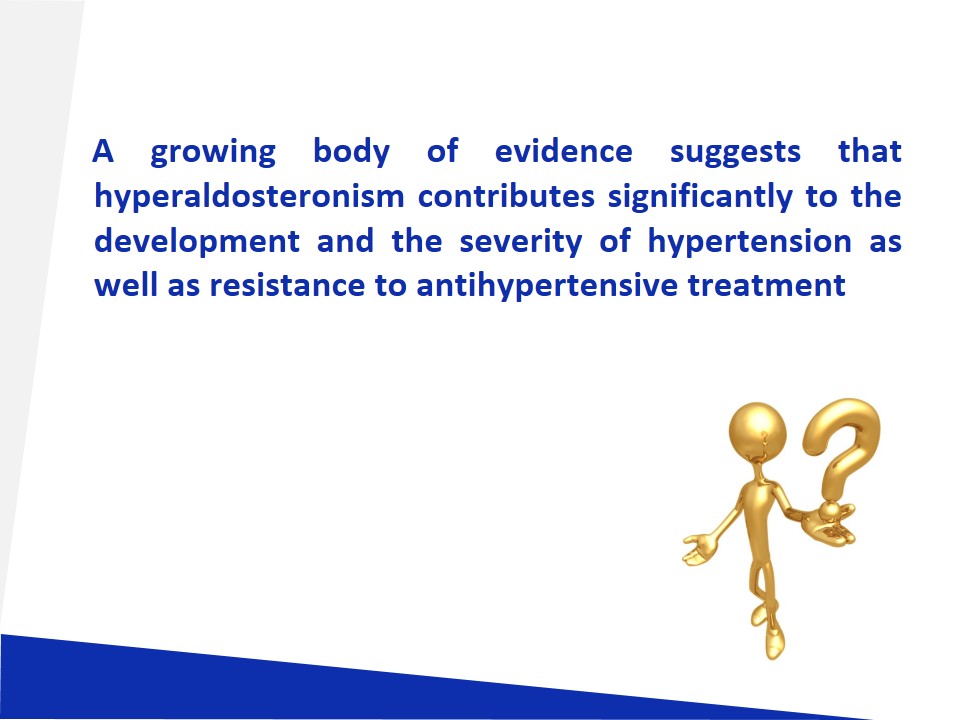 A growing body of evidence suggests that
hyperaldosteronism contributes significantly to the
development and the severity of hypertension as
well as resistance to antihypertensive treatment